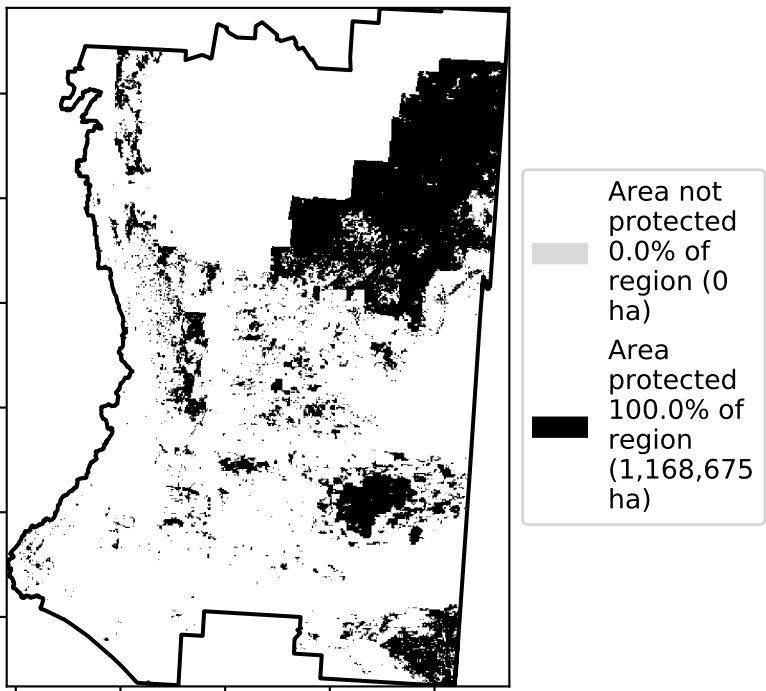 Area not
protected
0.0% of
region (0
ha)
Area
protected
100.0% of
region
(1,168,675
ha)